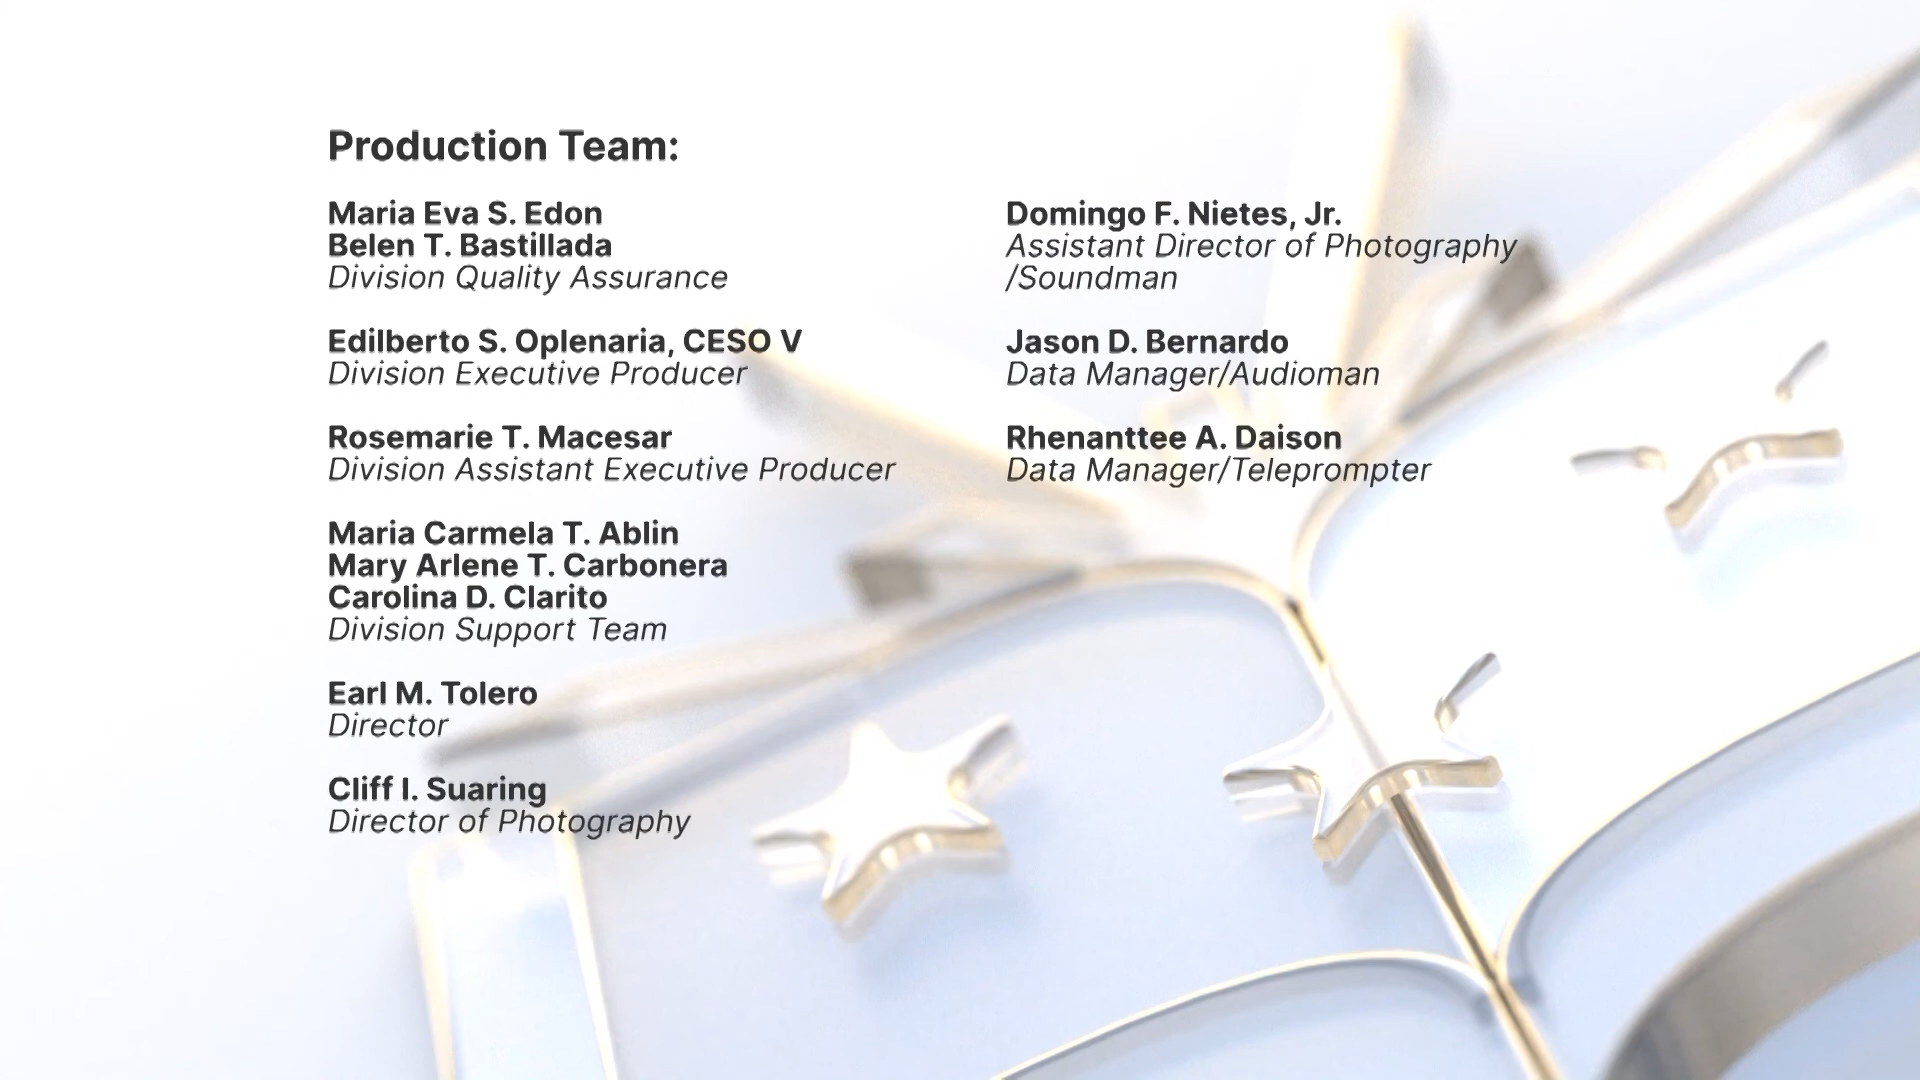 Production Team:
Maria Eva S. Edon
Belen T. Bastillada
Division Quality Assurance
Edilberto S. Oplenaria, CESO V
Division Executive Producer
Rosemarie T. Macesar
Division Assistant Executive Producer
Maria Carmela T. Ablin
Mary Arlene T. Carbonera
Carolina D. Clarito
Division Support Team
Earl M. Tolero
Director
Cliff I. Suaring
Director of Photography
Domingo F. Nietes, Jr.
Assistant Director of Photography
/Soundman
Jason D. Bernardo
Data Manager/Audioman
Rhenanttee A. Daison
Data Manager/Teleprompter